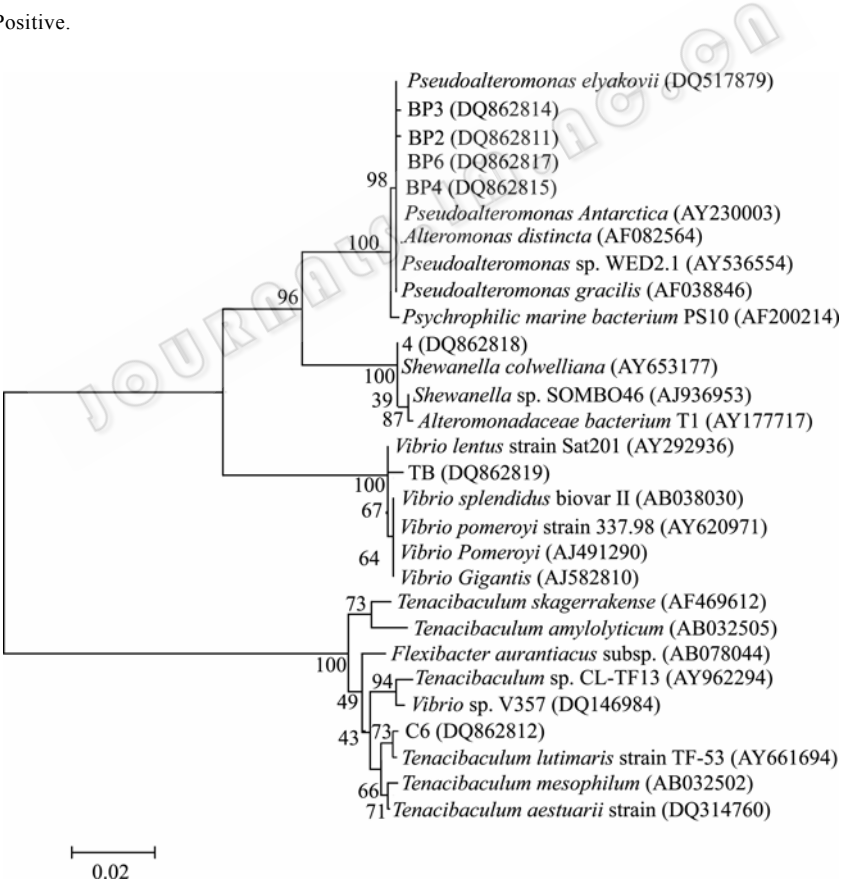 Positive.
JOURNALS.IM.AC.CN
Pseudoalteromonas elyakovii (DQ517879)
BP3 (DQ862814)
BP2 (DQ862811)
BP6 (DQ862817)
98
BP4 (DQ862815)
Pseudoalteromonas Antarctica (AY230003)
100
Alteromonas distincta (AF082564)
Pseudoalteromonas sp. WED2.1 (AY536554)
96
Pseudoalteromonas gracilis (AF038846)
Psychrophilic marine bacterium PS10 (AF200214)
4 (DQ862818)
Shewanella colwelliana (AY653177)
100
39
Shewanella sp. SOMBO46 (AJ936953)
87
Alteromonadaceae bacterium T1 (AY177717)
Vibrio lentus strain Sat201 (AY292936)
TB (DQ862819)
100
Vibrio splendidus biovar II (AB038030)
67
Vibrio pomeroyi strain 337.98 (AY620971)
64
Vibrio Pomeroyi (AJ491290)
Vibrio Gigantis (AJ582810)
73
Tenacibaculum skagerrakense (AF469612)
Tenacibaculum amylolyticum (AB032505)
100
Flexibacter aurantiacus subsp. (AB078044)
94
Tenacibaculum sp. CL-TF13 (AY962294)
49
Vibrio sp. V357 (DQ146984)
43
73
C6 (DQ862812)
Tenacibaculum lutimaris strain TF-53 (AY661694)
66
Tenacibaculum mesophilum (AB032502)
71
Tenacibaculum aestuarii strain (DQ314760)
0.02